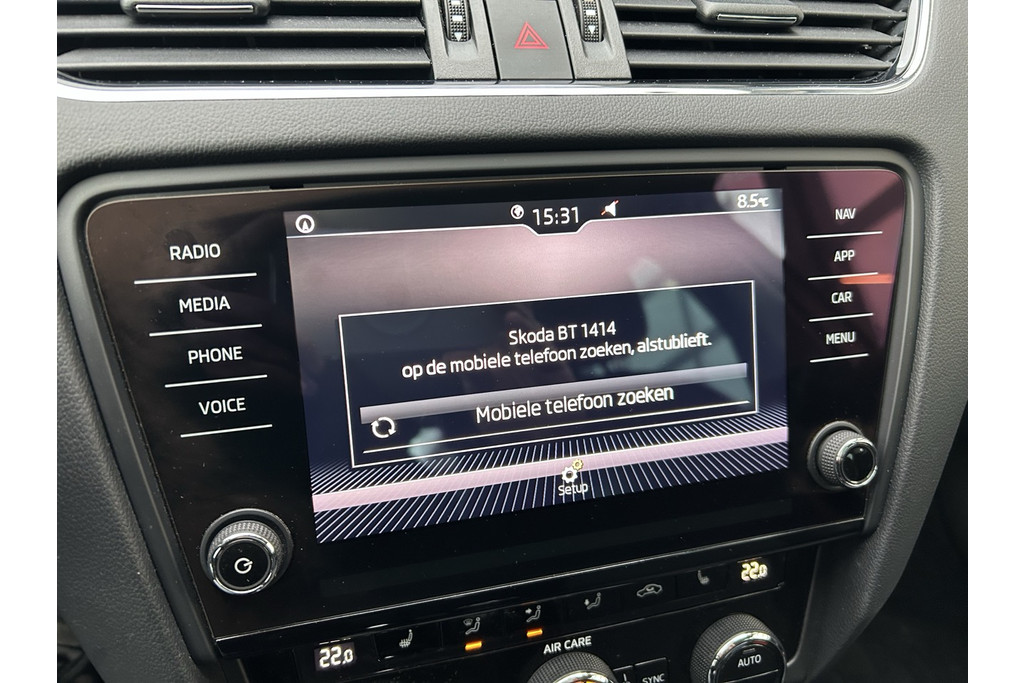 15:31
8.5°C
RADIO
MEDIA
PHONE
VOICE
NAV
APP
CAR
MENU
Skoda BT 1414
op de mobiele telefoon zoeken, alstublieft.
Mobiele telefoon zoeken
Setup
22.0
22.0
AIR CARE
SYNC
AUTO